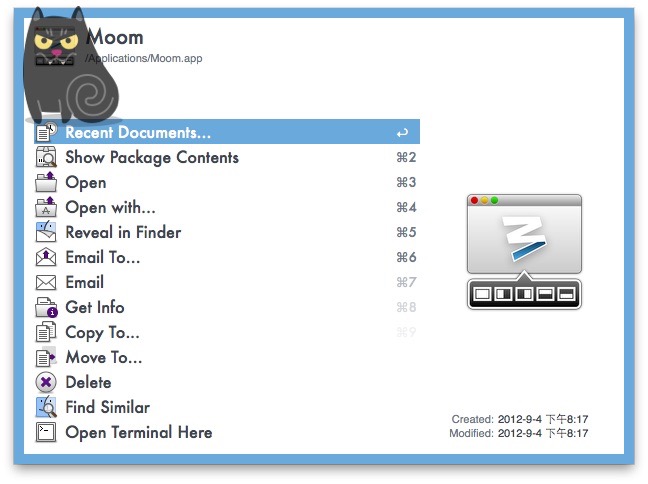 Moom
/Applications/Moom.app
Recent Documents... ↩
Show Package Contents ⌘2
Open ⌘3
Open with... ⌘4
Reveal in Finder ⌘5
Email To... ⌘6
Email ⌘7
Get Info ⌘8
Copy To... ⌘9
Move To...
Delete
Find Similar
Open Terminal Here
Created: 2012-9-4 下午8:17
Modified: 2012-9-4 下午8:17